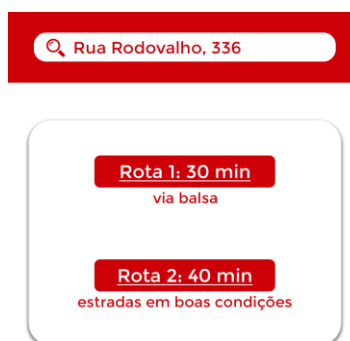 Rua Rodovalho, 336
Rota 1: 30 min
via balsa
Rota 2: 40 min
estradas em boas condições